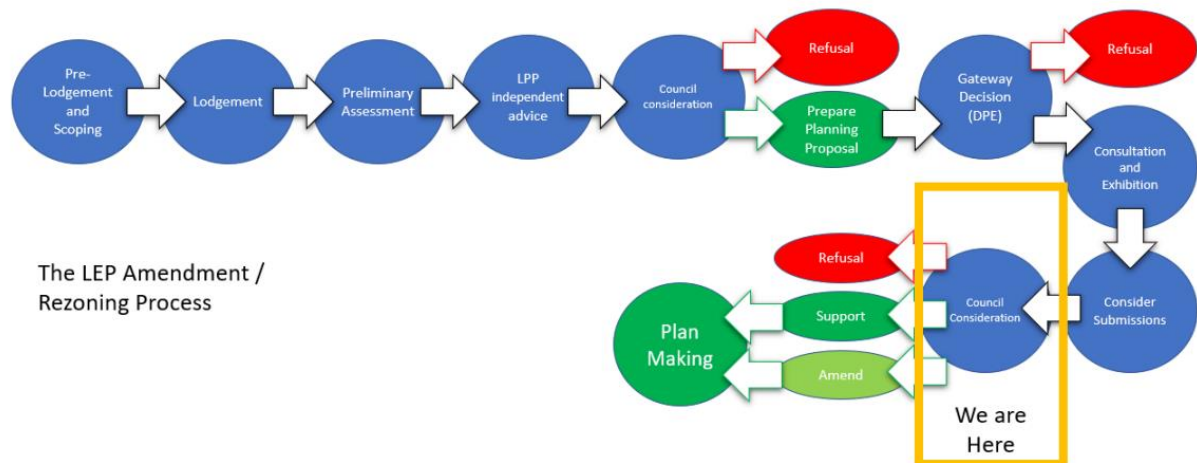 Pre-
Lodgement
and
Scoping
Lodgement
Preliminary
Assessment
LPP
independent
advice
Council
consideration
Refusal
Prepare
Planning
Proposal
Gateway
Decision
(DPE)
Refusal
Consultation
and
Exhibition
Consider
Submissions
Council
Consideration
Refusal
Support
Amend
Plan
Making
We are
Here
The LEP Amendment /
Rezoning Process